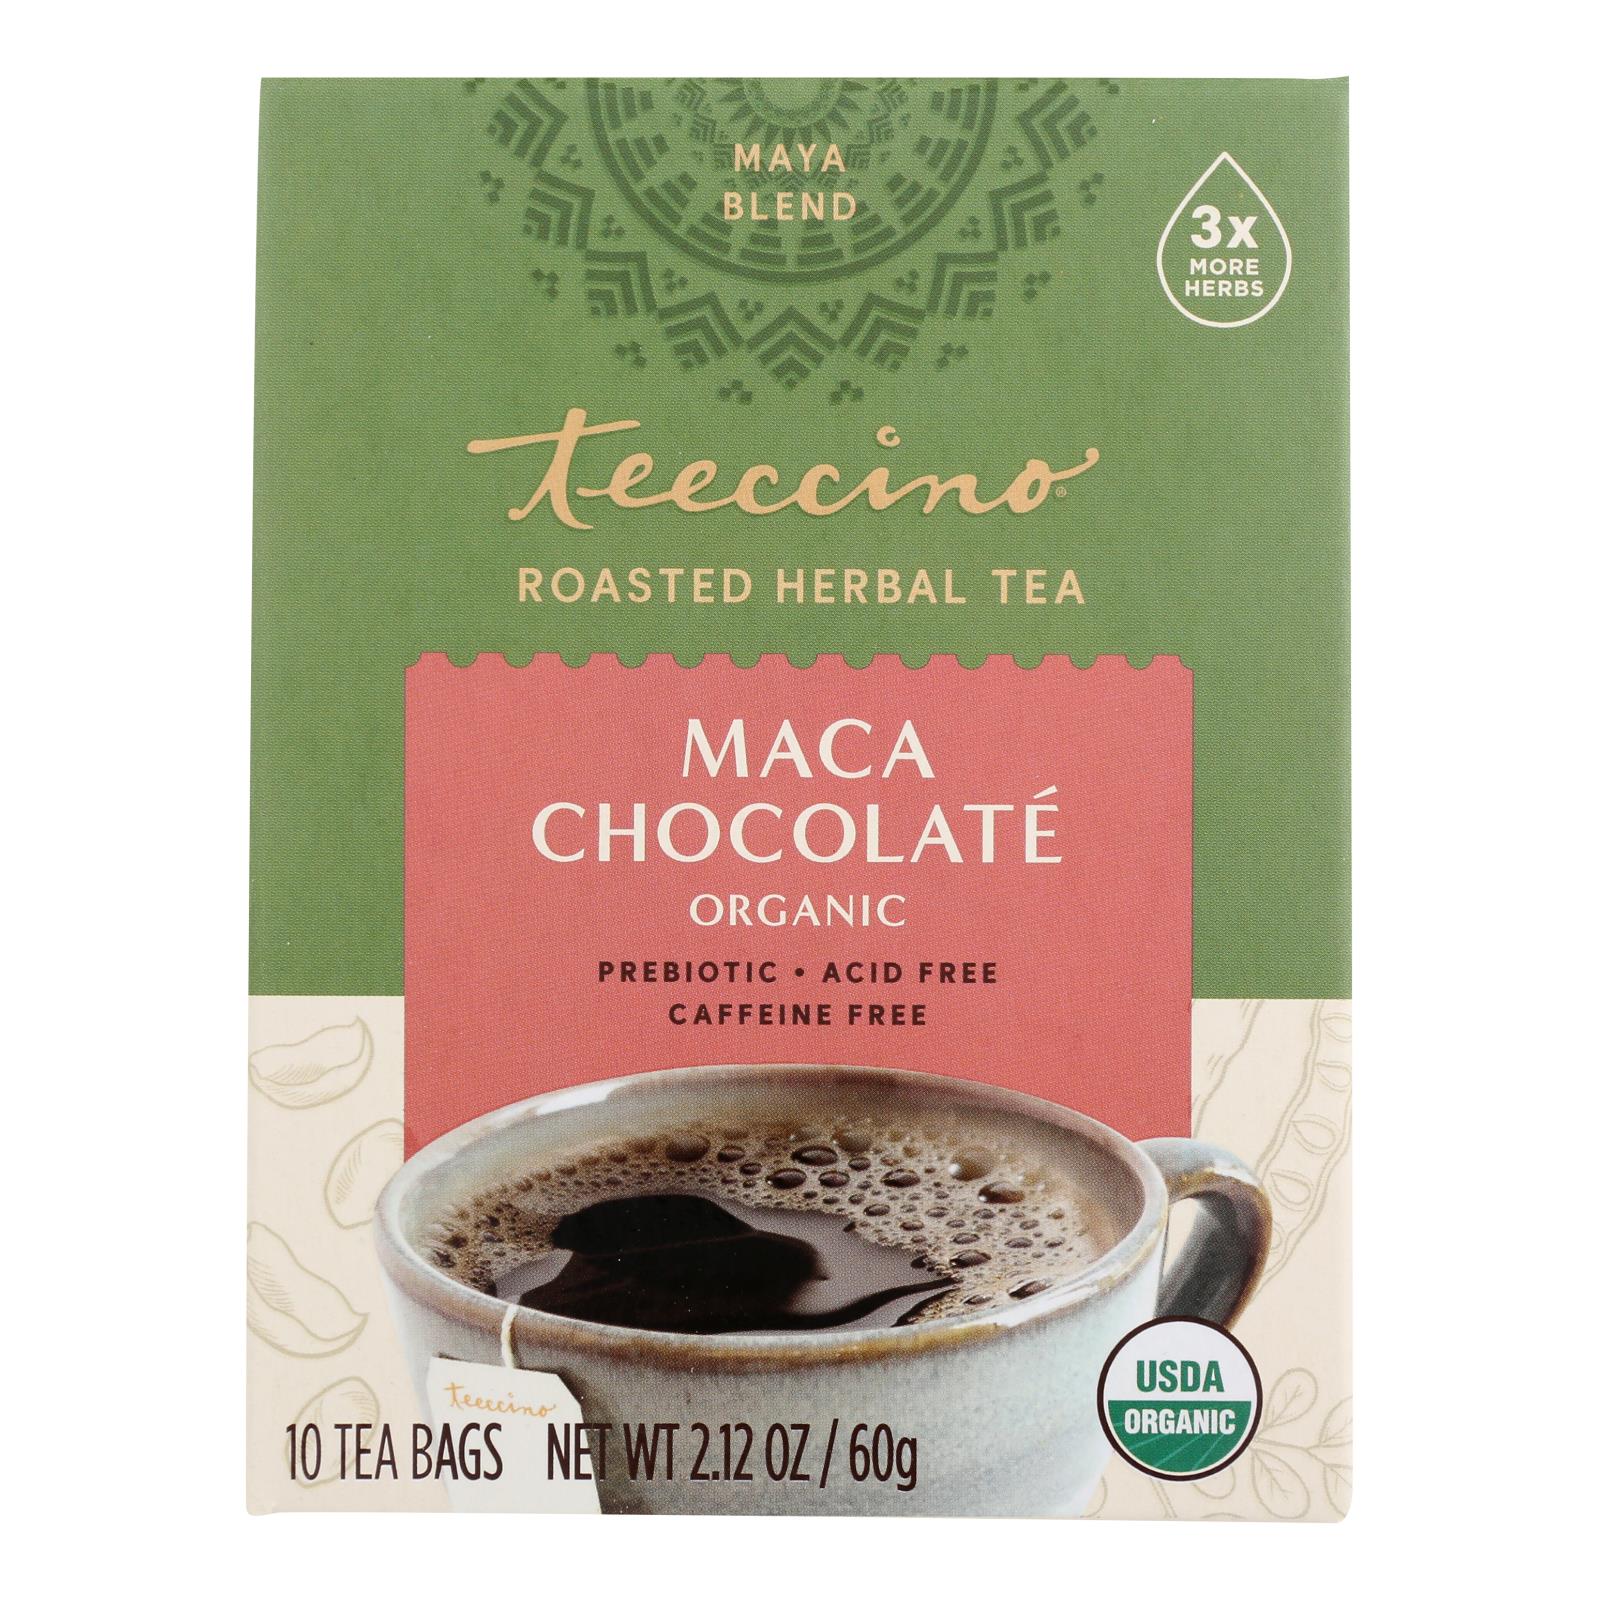 MAYA
BLEND
3x
MORE
HERBS
teeccino®
ROASTED HERBAL TEA
MACA
CHOCOLATÉ
ORGANIC
PREBIOTIC • ACID FREE
CAFFEINE FREE
teeccino
USDA
ORGANIC
10 TEA BAGS NET WT 2.12 OZ / 60g